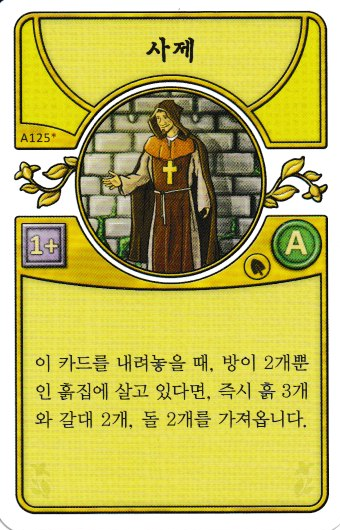 사제
A125*
1+
A
이 카드를 내려놓을 때, 방이 2개뿐
인 흙집에 살고 있다면, 즉시 흙 3개
와 갈대 2개, 돌 2개를 가져옵니다.